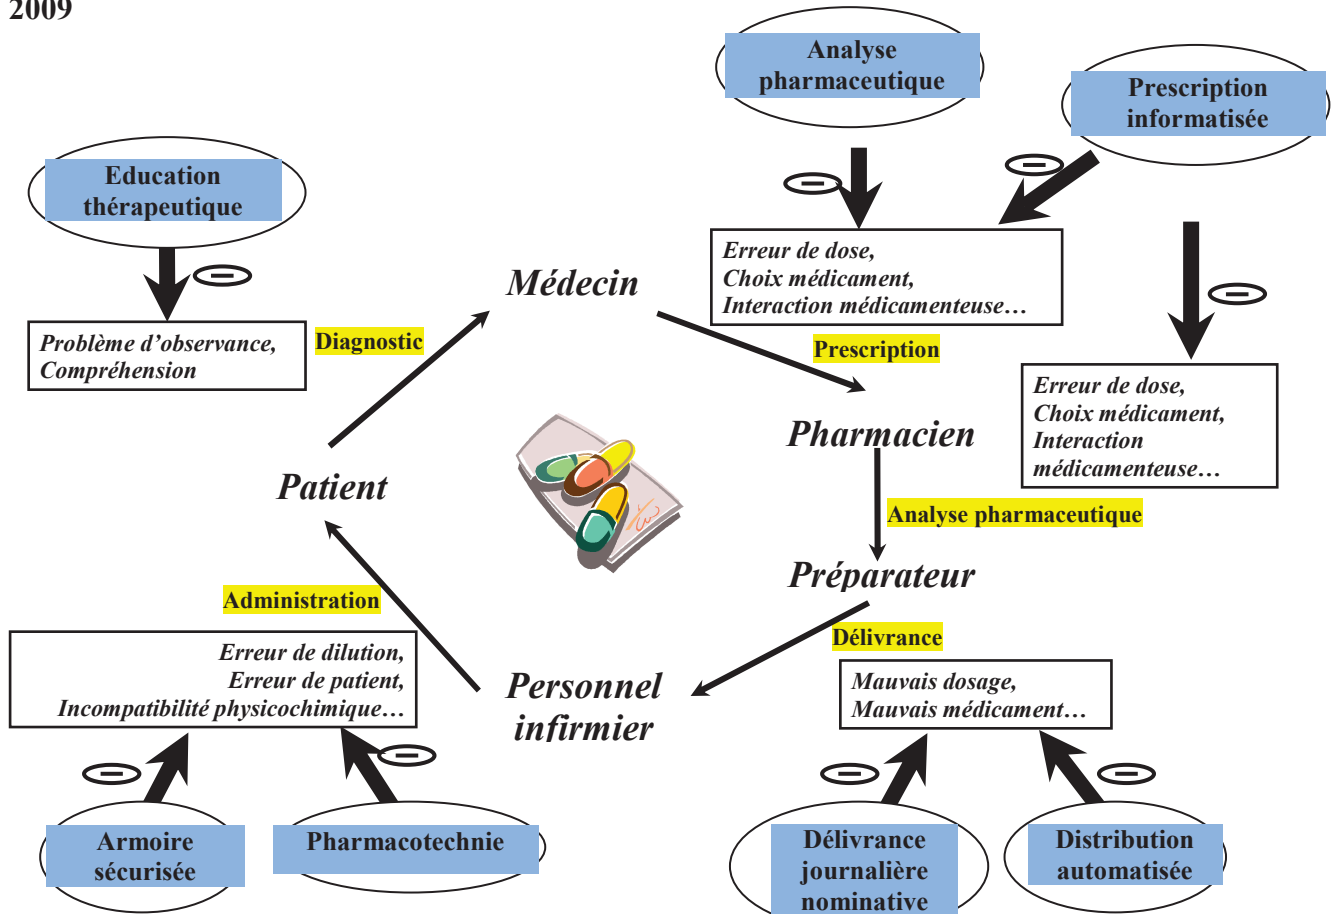 2009
Analyse
pharmaceutique
Prescription
informatisée
Education
thérapeutique
Erreur de dose,
Choix médicament,
Interaction médicamenteuse…
Médecin
Problème d'observance,
Compréhension
Diagnostic
Prescription
Erreur de dose,
Choix médicament,
Interaction
médicamenteuse…
Pharmacien
Patient
Analyse pharmaceutique
Préparateur
Administration
Délivrance
Erreur de dilution,
Erreur de patient,
Incompatibilité physicochimique…
Personnel
infirmier
Mauvais dosage,
Mauvais médicament…
Armoire
sécurisée
Pharmacotechnie
Délivrance
journalière
nominative
Distribution
automatisée